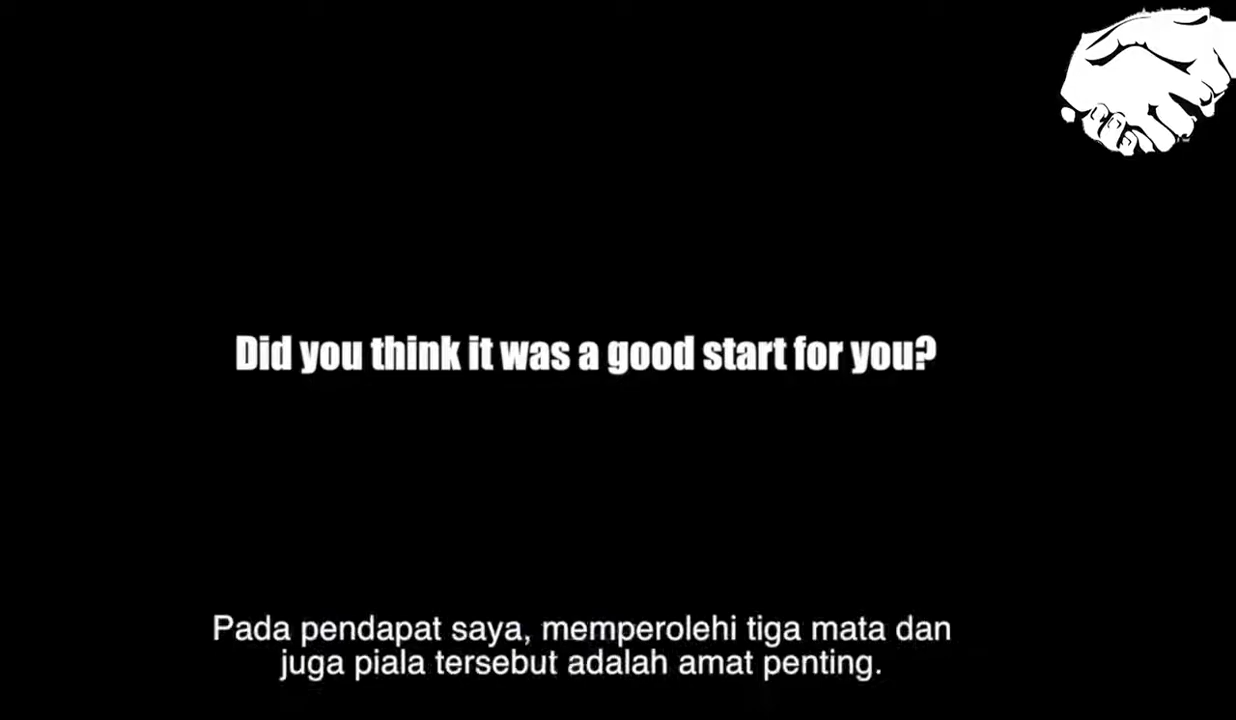 Did you think it was a good start for you?
Pada pendapat saya, memperolehi tiga mata dan
juga piala tersebut adalah amat penting.